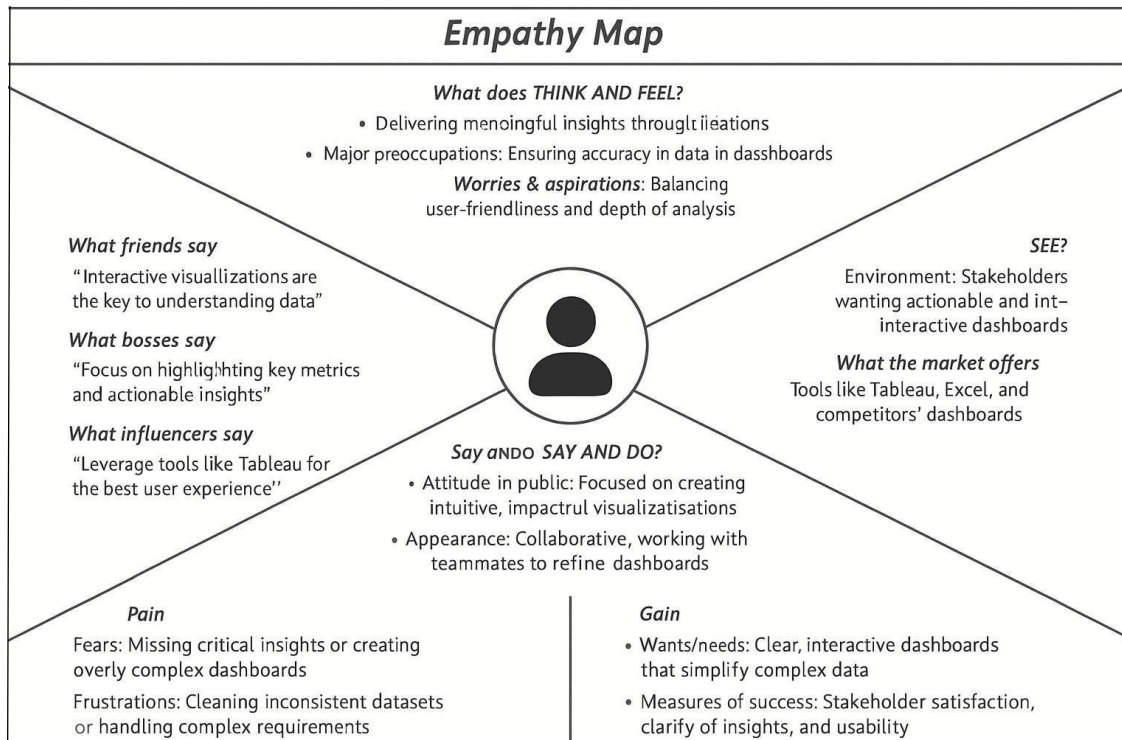 Empathy Map
What does THINK AND FEEL?
• Delivering meaningful insights through
• Major preoccupations: Ensuring accuracy in data in dasshboards
Worries & aspirations: Balancing
user-friendliness and depth of analysis
What friends say
"Interactive visuallizations are
the key to understanding data"
What bosses say
"Focus on highlighting key metrics
and actionable insights"
What influencers say
"Leverage tools like Tableau for
the best user experience''
SEE?
Environment: Stakeholders
wanting actionable and int–
interactive dashboards
What the market offers
Tools like Tableau, Excel, and
competitors' dashboards
Say aNDO SAY AND DO?
• Attitude in public: Focused on creating
intuitive, impactrul visualizatisations
• Appearance: Collaborative, working with
teammates to refine dashboards
Pain
Fears: Missing critical insights or creating
overly complex dashboards
Frustrations: Cleaning inconsistent datasets
or handling complex requirements
Gain
• Wants/needs: Clear, interactive dashboards
that simplify complex data
• Measures of success: Stakeholder satisfaction,
clarify of insights, and usability